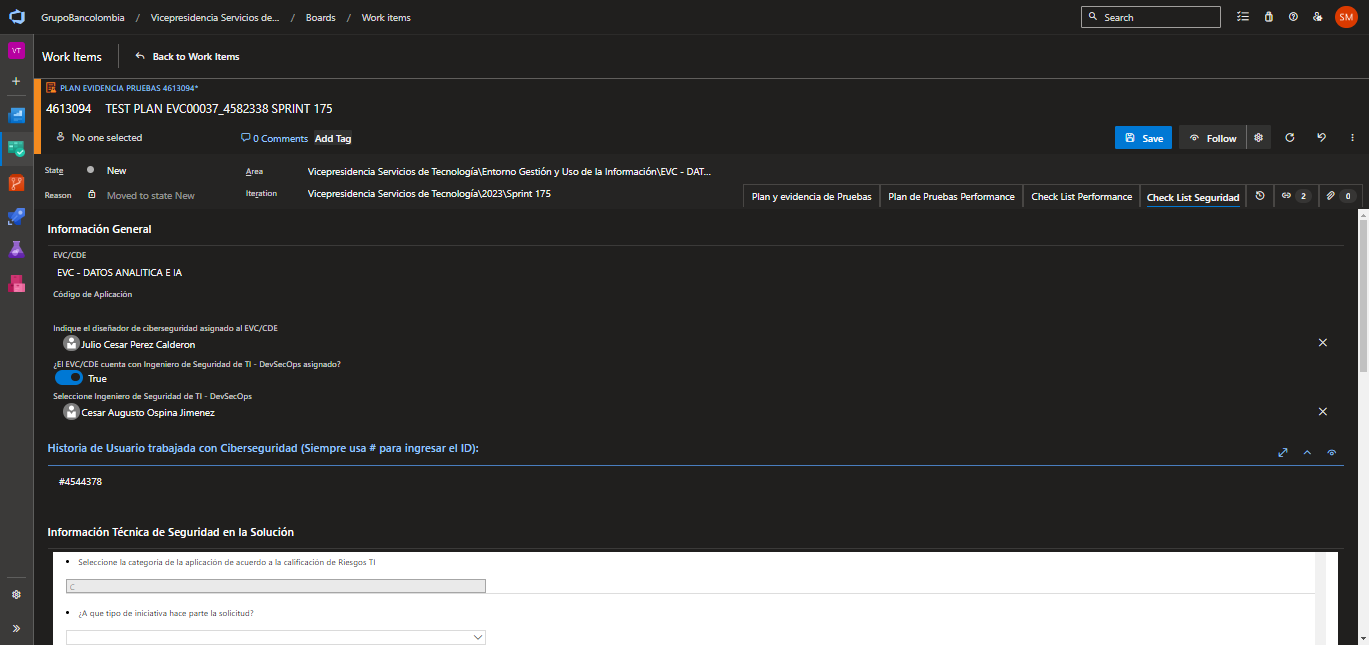 GrupoBancolombia / Vicepresidencia Servicios de... / Boards / Work items
Search
SM
VT
Work Items
Back to Work Items
PLAN EVIDENCIA PRUEBAS 4613094*
4613094 TEST PLAN EVC00037_4582338 SPRINT 175
No one selected
0 Comments
Add Tag
Save
Follow
State
New
Area
Vicepresidencia Servicios de Tecnología\Entorno Gestión y Uso de la Información\EVC - DAT...
Reason
Moved to state New
Iteration
Vicepresidencia Servicios de Tecnología\2023\Sprint 175
Plan y evidencia de Pruebas
Plan de Pruebas Performance
Check List Performance
Check List Seguridad
2
0
Información General
EVC/CDE
EVC - DATOS ANALITICA E IA
Código de Aplicación
Indique el diseñador de ciberseguridad asignado al EVC/CDE
Julio Cesar Perez Calderon
¿El EVC/CDE cuenta con Ingeniero de Seguridad de TI - DevSecOps asignado?
True
Seleccione Ingeniero de Seguridad de TI - DevSecOps
Cesar Augusto Ospina Jimenez
Historia de Usuario trabajada con Ciberseguridad (Siempre usa # para ingresar el ID):
#4544378
Información Técnica de Seguridad en la Solución
• Seleccione la categoria de la aplicación de acuerdo a la calificación de Riesgos TI
C
• ¿A que tipo de iniciativa hace parte la solicitud?